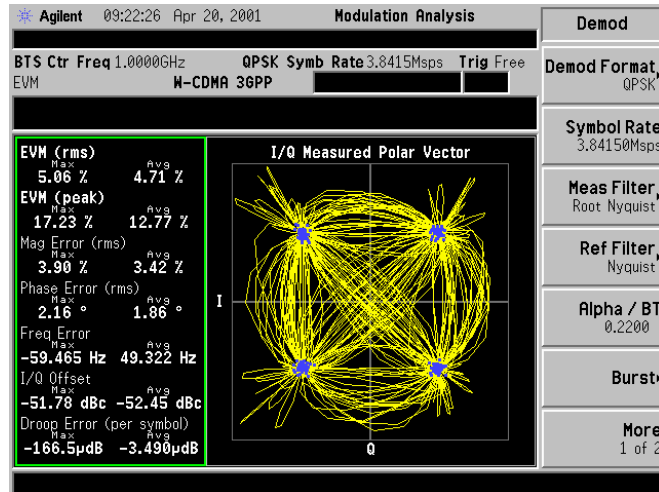 Agilent 09:22:26 Apr 20, 2001 Modulation Analysis
BTS Ctr Freq 1.0000GHz QPSK Symb Rate 3.8415Msps Trig Free
EVM W-CDMA 3GPP
EVM (rms)
Max Avg
5.06 % 4.71 %
EVM (peak)
Max Avg
17.23 % 12.77 %
Mag Error (rms)
Max Avg
3.90 % 3.42 %
Phase Error (rms)
Max Avg
2.16 ° 1.86 °
Freq Error
Max Avg
-59.465 Hz 49.322 Hz
I/Q Offset
Max Avg
-51.78 dBc -52.45 dBc
Droop Error (per symbol)
Max Avg
-166.5µdB -3.490µdB
I/Q Measured Polar Vector
I
Q
Demod
Demod Format
QPSK
Symbol Rate
3.84150Msps
Meas Filter
Root Nyquist
Ref Filter
Nyquist
Alpha / BT
0.2200
Burst
More
1 of 2